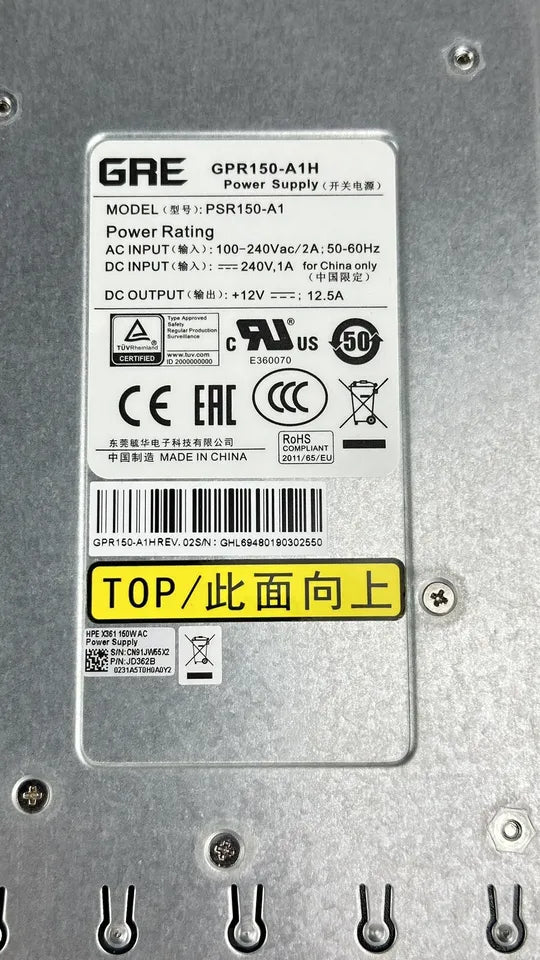 GRE
GPR150-A1H
Power Supply (开关电源)
MODEL (型号): PSR150-A1
Power Rating
AC INPUT (输入): 100-240Vac/2A; 50-60Hz
DC INPUT (输入): ⎓ 240V,1A for China only
(中国限定)
DC OUTPUT (输出): +12V ⎓; 12.5A
TÜVRheinland
CERTIFIED
Type Approved
Safety
Regular Production
Surveillance
www.tuv.com
ID 2000000000
c RU® US
E360070
50
CE EAC CCC
东莞毓华电子科技有限公司
中国制造 MADE IN CHINA
RoHS
COMPLIANT
2011/65/EU
GPR150-A1H REV. 02 S/N: GHL69480190302550
TOP/此面向上
HPE X361 150W AC
Power Supply
S/N: CN91JW55X2
P/N: JD362B
0231A5T0H0A0Y2